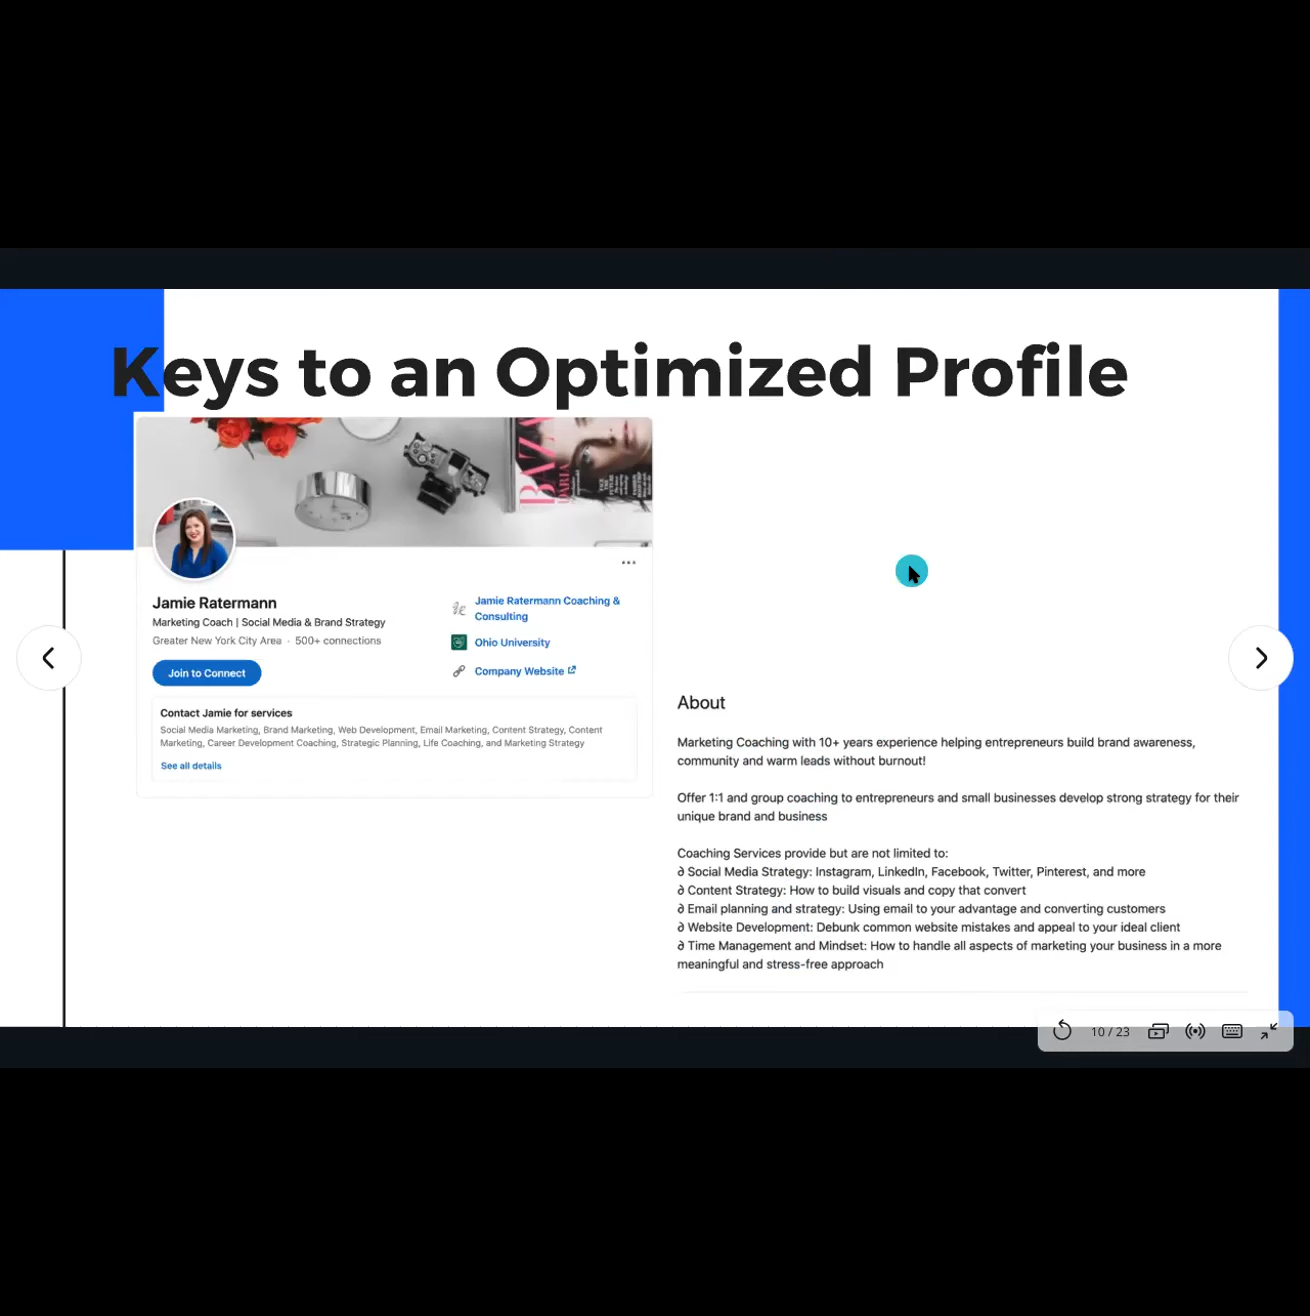 Keys to an Optimized Profile
BAZA
DARIA
Jamie Ratermann
Marketing Coach | Social Media & Brand Strategy
Greater New York City Area · 500+ connections
Join to Connect
Jamie Ratermann Coaching &
Consulting
Ohio University
Company Website
Contact Jamie for services
Social Media Marketing, Brand Marketing, Web Development, Email Marketing, Content Strategy, Content
Marketing, Career Development Coaching, Strategic Planning, Life Coaching, and Marketing Strategy
See all details
About
Marketing Coaching with 10+ years experience helping entrepreneurs build brand awareness,
community and warm leads without burnout!
Offer 1:1 and group coaching to entrepreneurs and small businesses develop strong strategy for their
unique brand and business
Coaching Services provide but are not limited to:
∂ Social Media Strategy: Instagram, LinkedIn, Facebook, Twitter, Pinterest, and more
∂ Content Strategy: How to build visuals and copy that convert
∂ Email planning and strategy: Using email to your advantage and converting customers
∂ Website Development: Debunk common website mistakes and appeal to your ideal client
∂ Time Management and Mindset: How to handle all aspects of marketing your business in a more
meaningful and stress-free approach
10 / 23